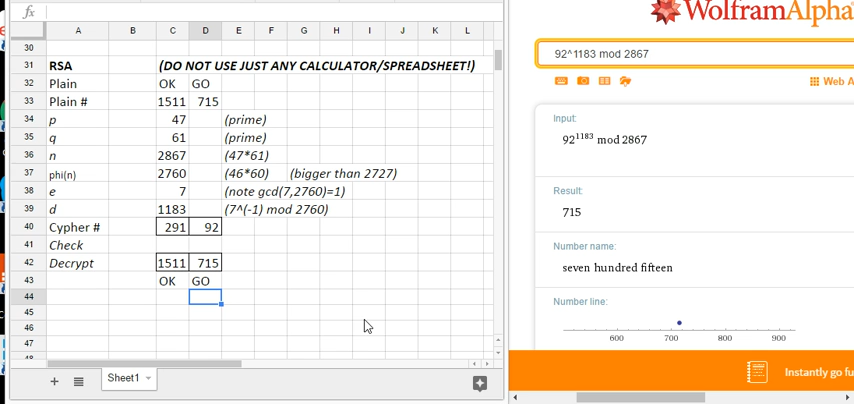 fx
A B C D E F G H I J K L
30
31 RSA (DO NOT USE JUST ANY CALCULATOR/SPREADSHEET!)
32 Plain OK GO
33 Plain # 1511 715
34 p 47 (prime)
35 q 61 (prime)
36 n 2867 (47*61)
37 phi(n) 2760 (46*60) (bigger than 2727)
38 e 7 (note gcd(7,2760)=1)
39 d 1183 (7^(-1) mod 2760)
40 Cypher # 291 92
41 Check
42 Decrypt 1511 715
43 OK GO
44
45
46
47
48
+ Sheet1
WolframAlpha
92^1183 mod 2867
Web A
Input:
92^1183 mod 2867
Result:
715
Number name:
seven hundred fifteen
Number line:
600 700 800 900
Instantly go fu